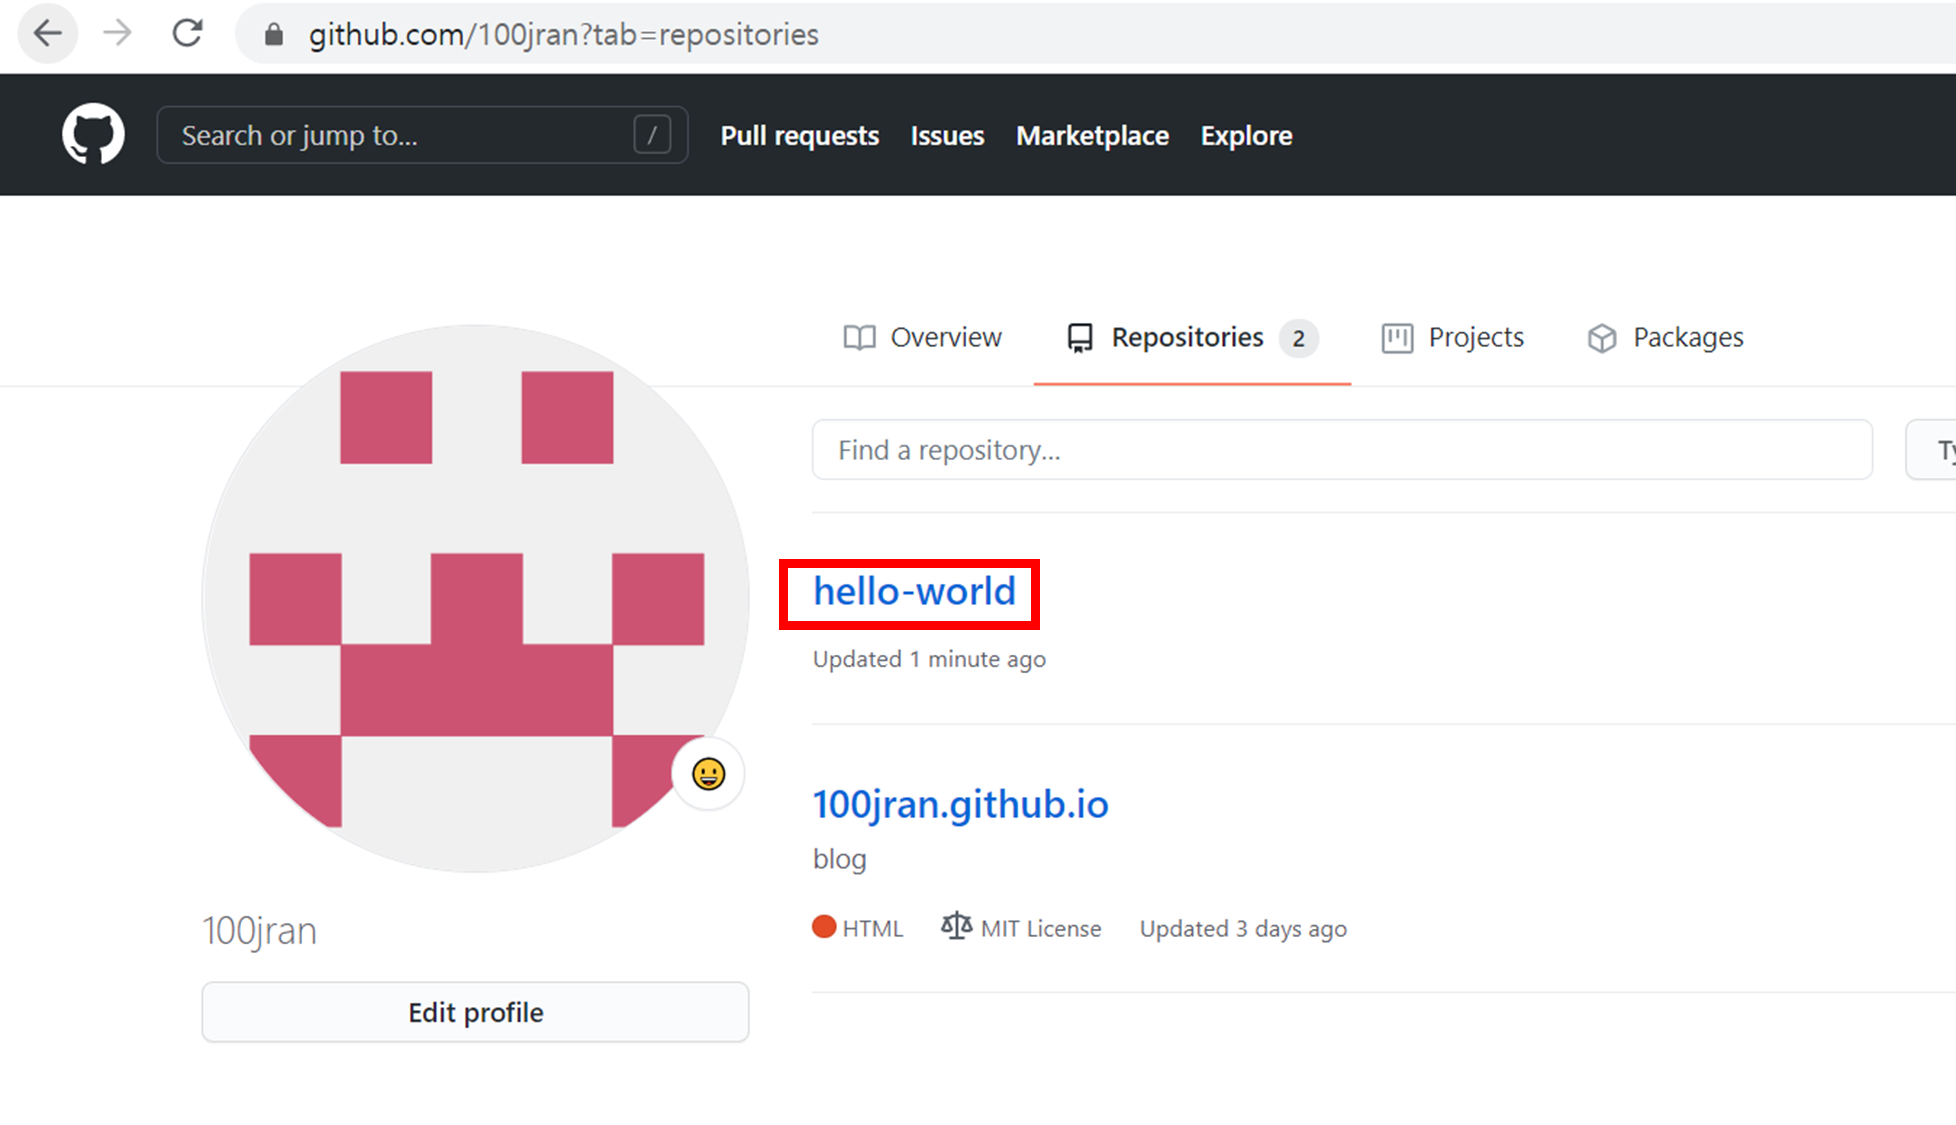 github.com/100jran?tab=repositories
Search or jump to... /
Pull requests Issues Marketplace Explore
Overview Repositories 2 Projects Packages
Find a repository...
Ty
hello-world
Updated 1 minute ago
100jran.github.io
blog
HTML MIT License Updated 3 days ago
100jran
Edit profile